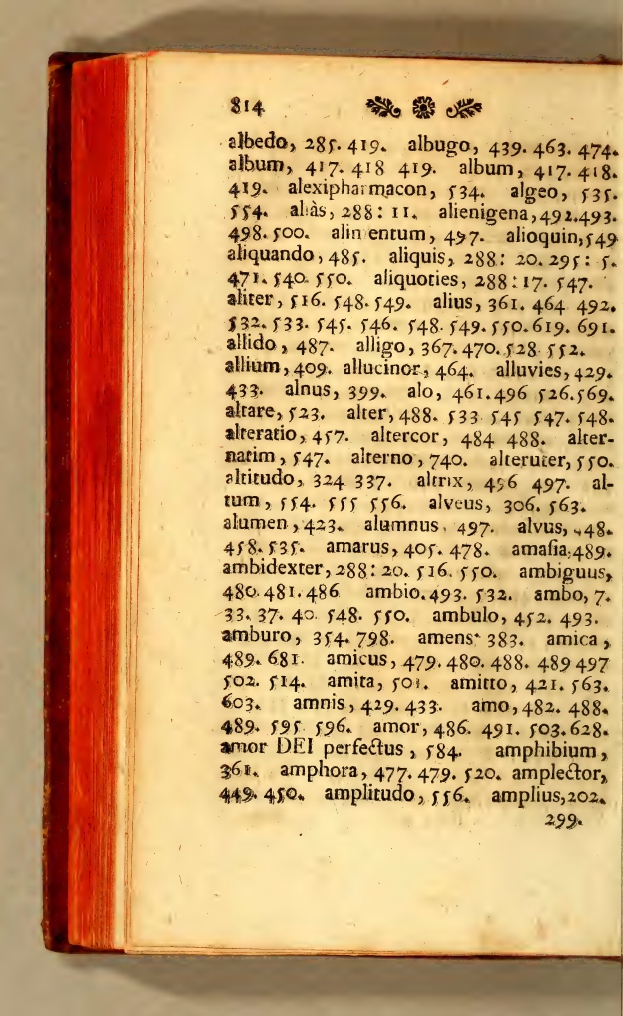 814
albedo, 285. 419. albugo, 439. 463. 474.
album, 417. 418 419. album, 417. 418.
419. alexipharmacon, 534. algeo, 535.
554. aliàs, 288: 11. alienigena, 492.493.
498. 500. alimentum, 497. alioquin, 549
aliquando, 485. aliquis, 288: 20. 295: 5.
471. 540. 550. aliquoties, 288: 17. 547.
aliter, 516. 548. 549. alius, 361. 464 492.
532. 533. 545. 546. 548. 549. 550. 619. 691.
allido, 487. alligo, 367. 470. 528 552.
allium, 409. allucinor, 464. alluvies, 429.
433. alnus, 399. alo, 461. 496 526. 569.
altare, 523. alter, 488. 533 545 547. 548.
alteratio, 457. altercor, 484 488. alter-
natim, 547. alterno, 740. alteruter, 550.
altitudo, 324 337. altrix, 496 497. al-
tum, 554. 555 556. alveus, 306. 563.
alumen, 423. alumnus, 497. alvus, 48.
458. 535. amarus, 405. 478. amasia, 489.
ambidexter, 288: 20. 516. 550. ambiguus,
480. 481. 486 ambio. 493. 532. ambo, 7.
33. 37. 40. 548. 550. ambulo, 452. 493.
amburo, 354. 798. amens 383. amica,
489. 681. amicus, 479. 480. 488. 489 497
502. 514. amita, amitto, 421. 563.
603. amnis, 429. 433. amo, 482. 488.
489. 595. 596. amor, 486. 491. 503. 628.
amor DEI perfectus, 584. amphibium,
361. amphora, 477. 479. 520. amplector,
449. 450. amplitudo, 556. amplius, 202.
299.